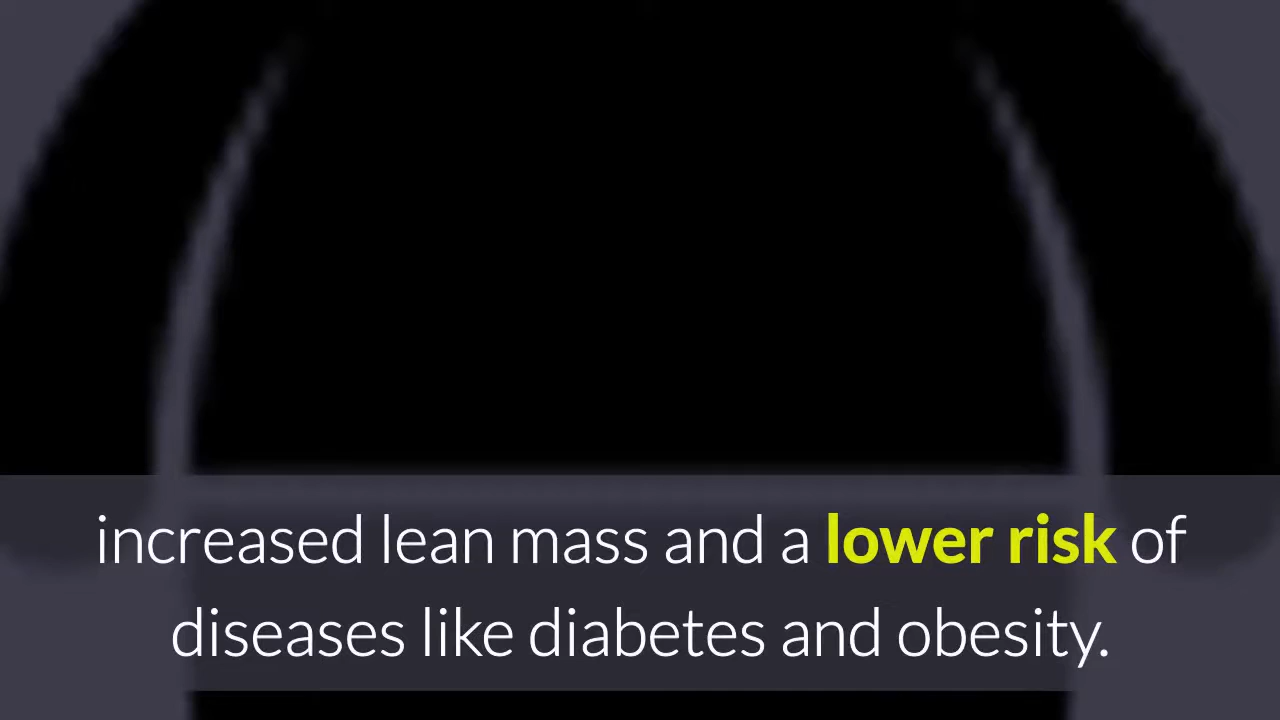 increased lean mass and a lower risk of
diseases like diabetes and obesity.